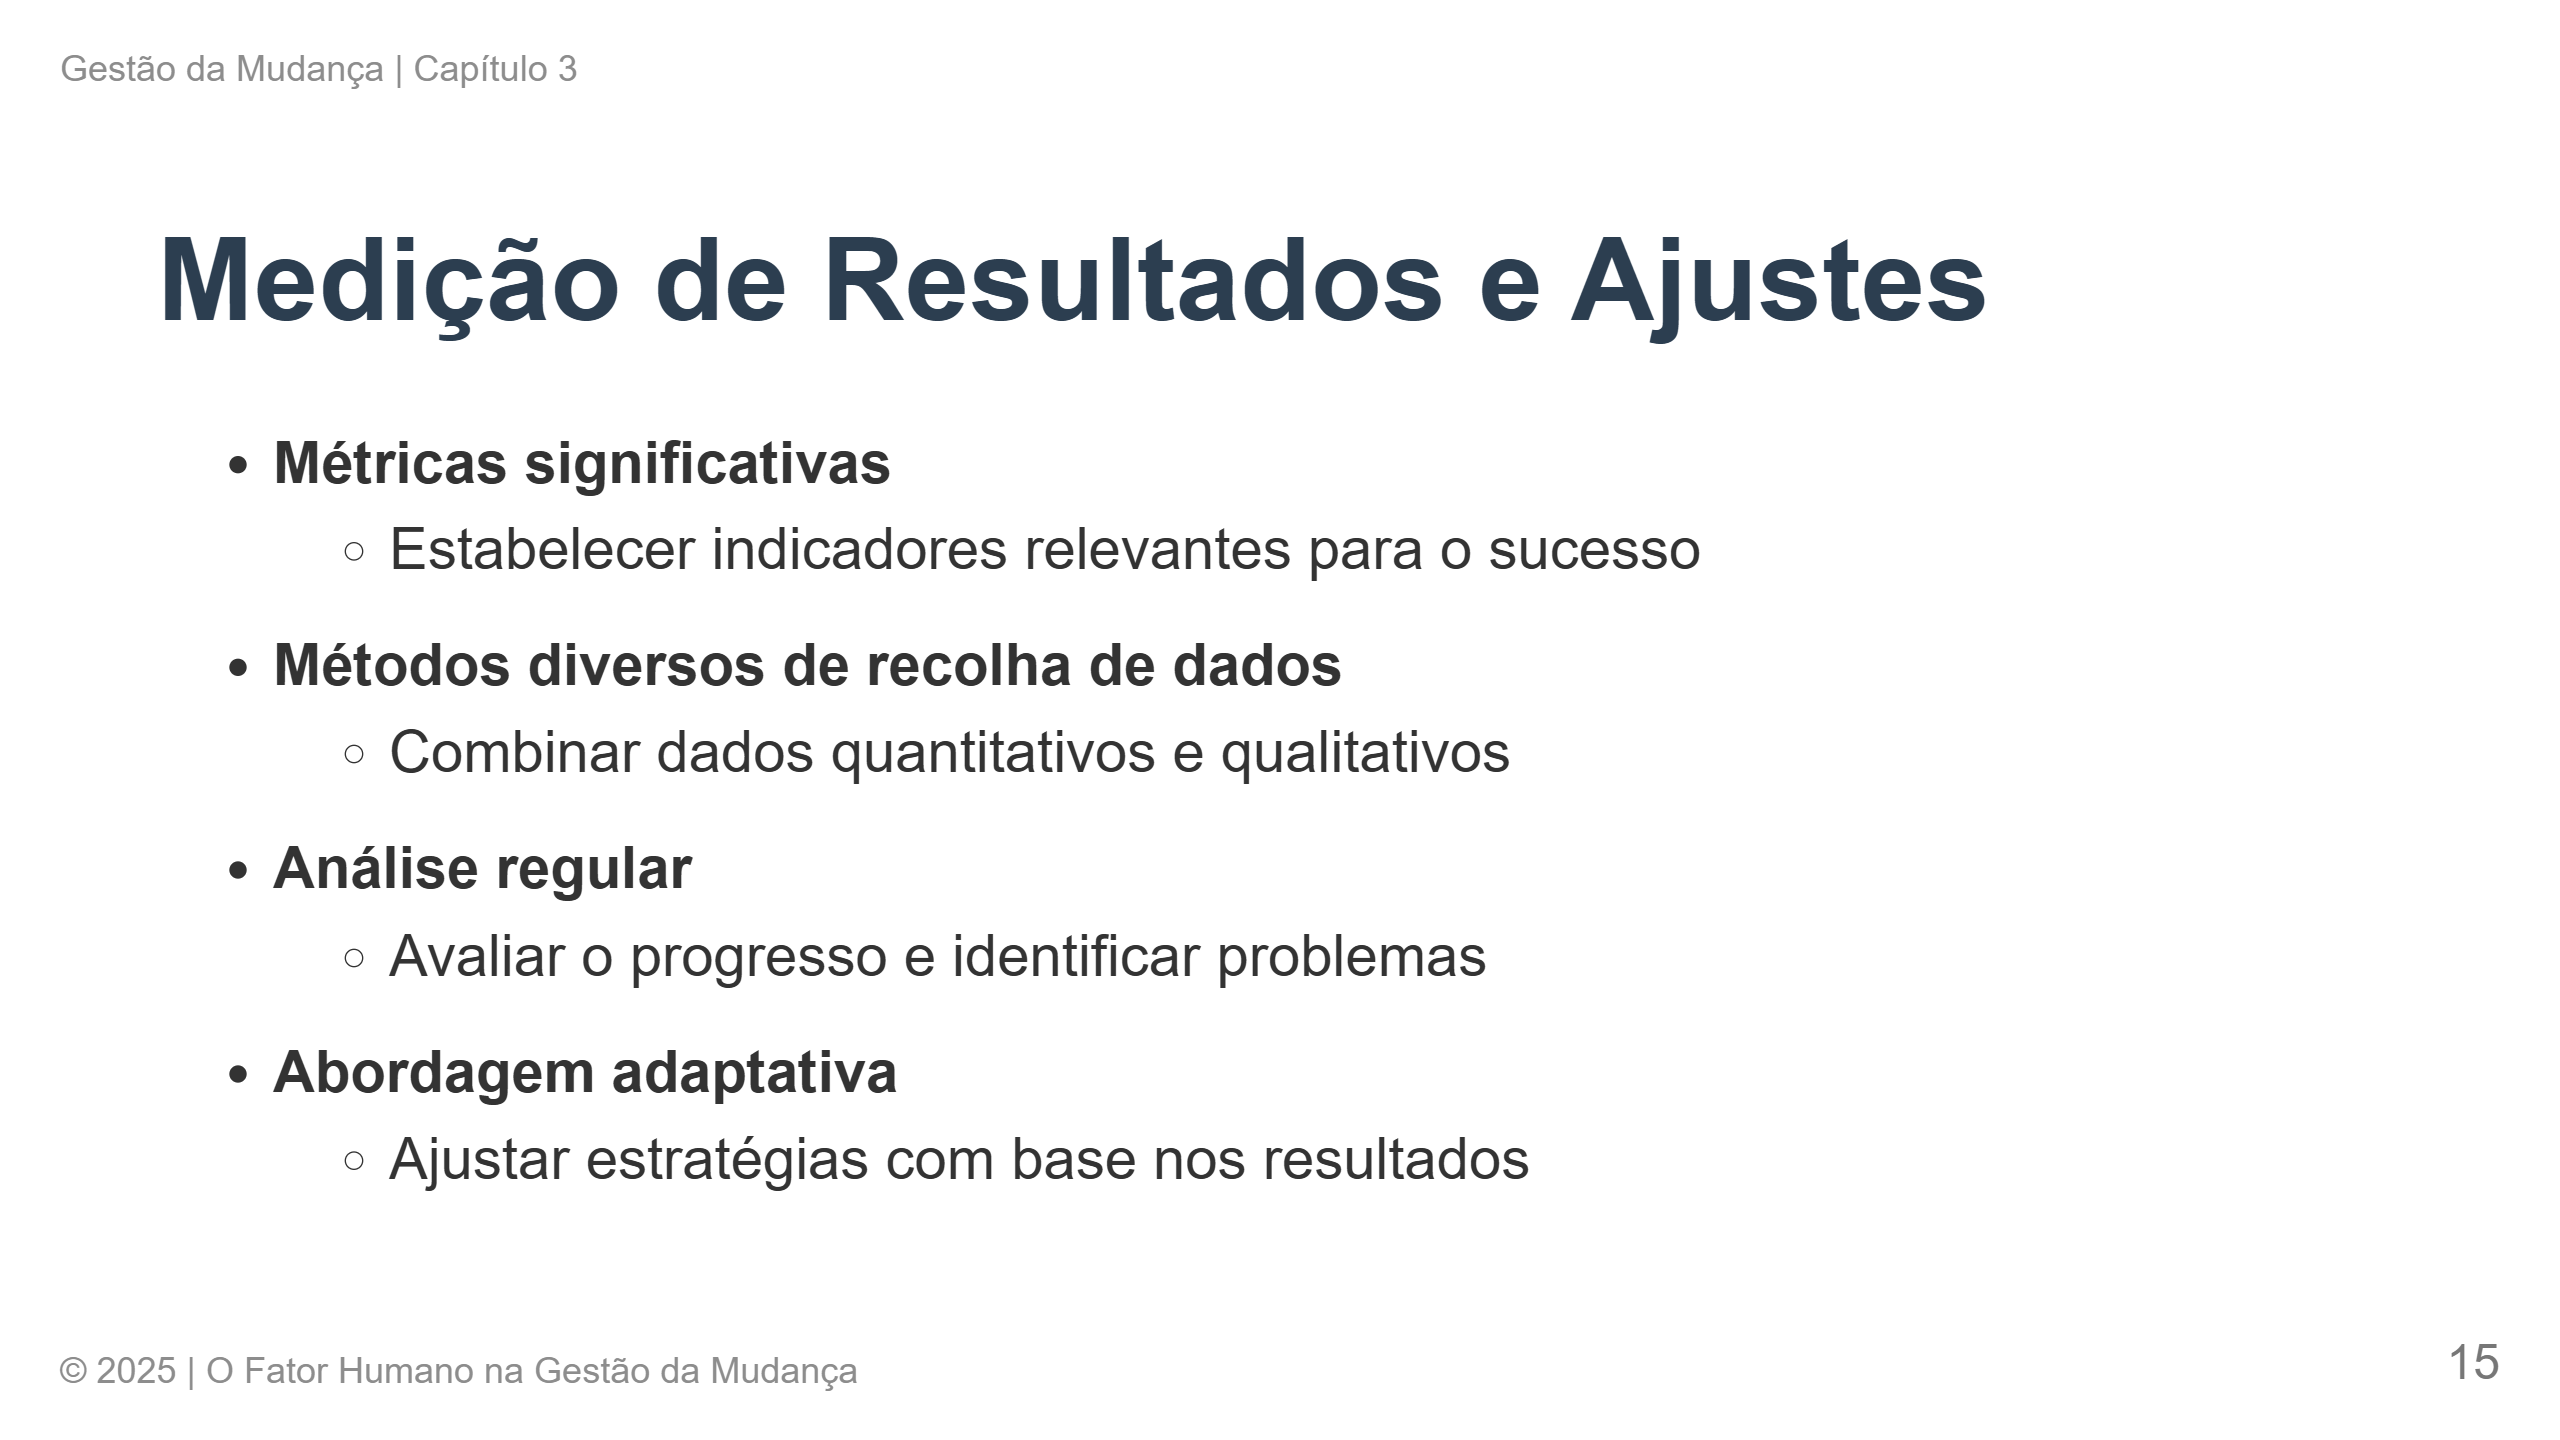 Gestão da Mudança | Capítulo 3
Medição de Resultados e Ajustes
• Métricas significativas
◦ Estabelecer indicadores relevantes para o sucesso
• Métodos diversos de recolha de dados
◦ Combinar dados quantitativos e qualitativos
• Análise regular
◦ Avaliar o progresso e identificar problemas
• Abordagem adaptativa
◦ Ajustar estratégias com base nos resultados
© 2025 | O Fator Humano na Gestão da Mudança
15